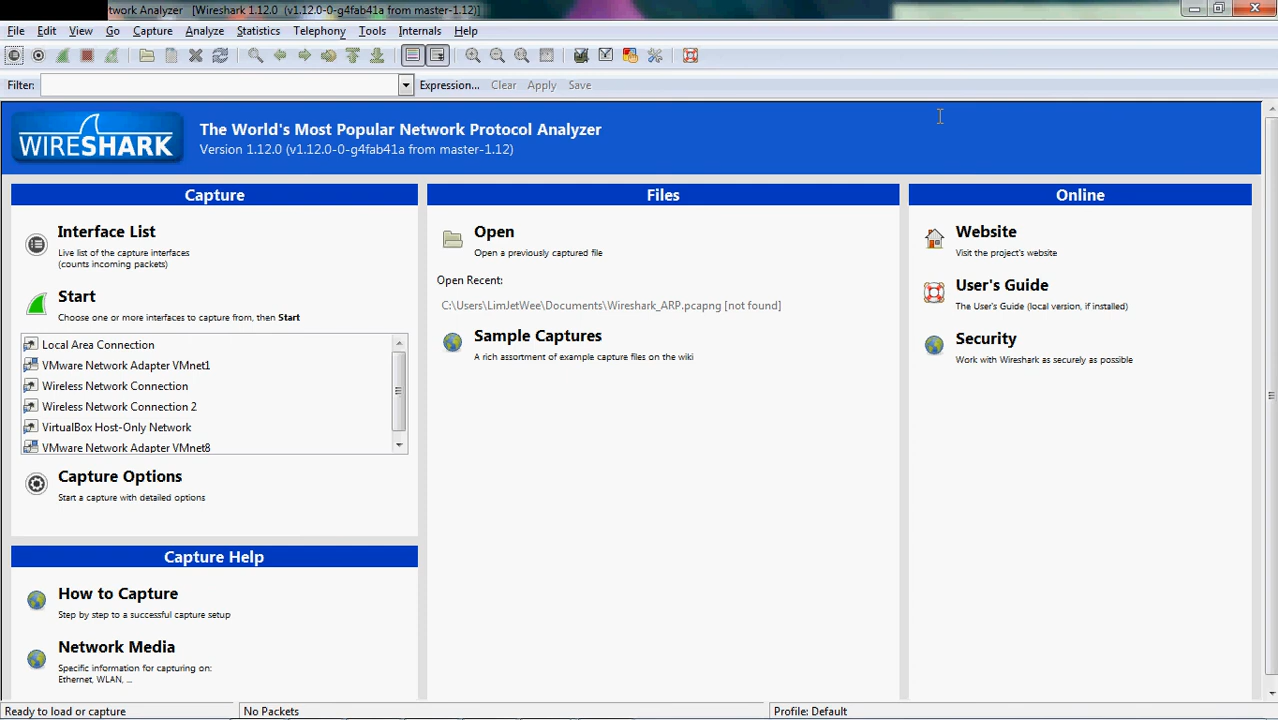 twork Analyzer [Wireshark 1.12.0 (v1.12.0-0-g4fab41a from master-1.12)]
File Edit View Go Capture Analyze Statistics Telephony Tools Internals Help
Filter: Expression... Clear Apply Save
WIRESHARK
The World's Most Popular Network Protocol Analyzer
Version 1.12.0 (v1.12.0-0-g4fab41a from master-1.12)
Capture
Interface List
Live list of the capture interfaces
(counts incoming packets)
Start
Choose one or more interfaces to capture from, then Start
Local Area Connection
VMware Network Adapter VMnet1
Wireless Network Connection
Wireless Network Connection 2
VirtualBox Host-Only Network
VMware Network Adapter VMnet8
Capture Options
Start a capture with detailed options
Capture Help
How to Capture
Step by step to a successful capture setup
Network Media
Specific information for capturing on:
Ethernet, WLAN, ...
Files
Open
Open a previously captured file
Open Recent:
C:\Users\LimJetWee\Documents\Wireshark_ARP.pcapng [not found]
Sample Captures
A rich assortment of example capture files on the wiki
Online
Website
Visit the project's website
User's Guide
The User's Guide (local version, if installed)
Security
Work with Wireshark as securely as possible
Ready to load or capture
No Packets
Profile: Default